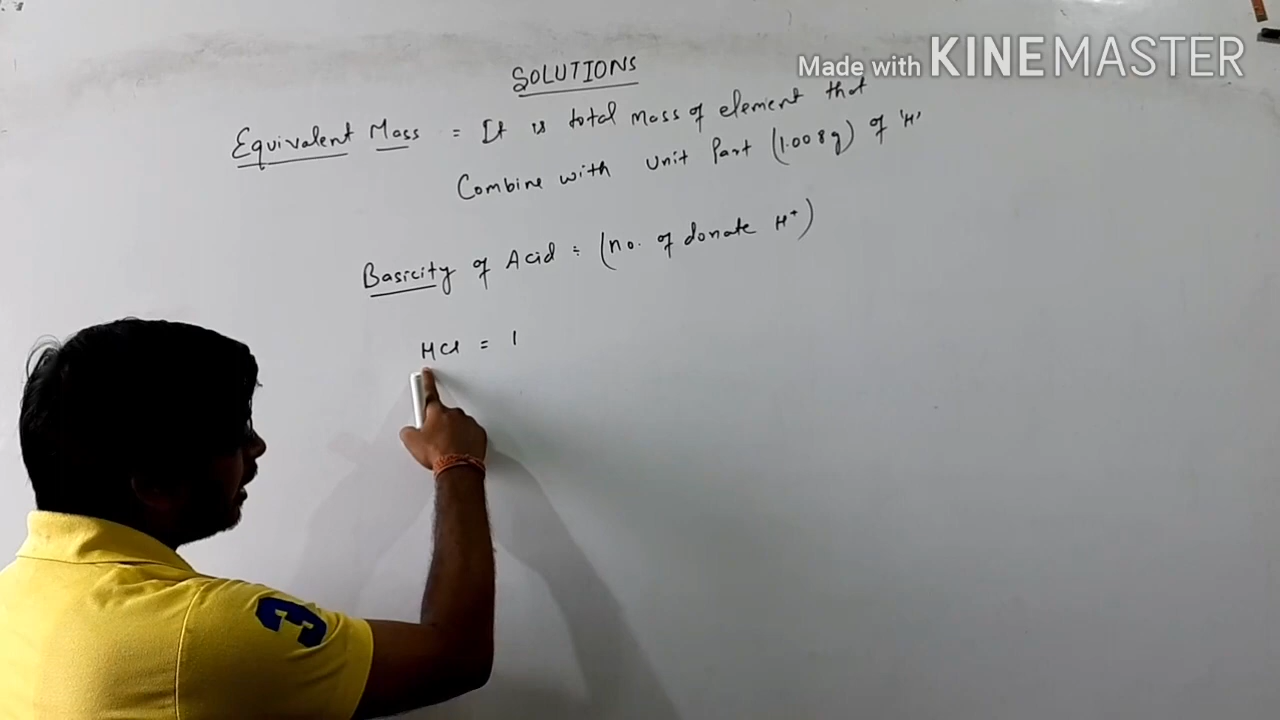 Made with KINEMASTER
SOLUTIONS
Equivalent Mass = It is total mass of element that
Combine with unit Part (1.008g) of 'H'
Basicity of Acid = (no. of donate H⁺)
HCl = 1
3